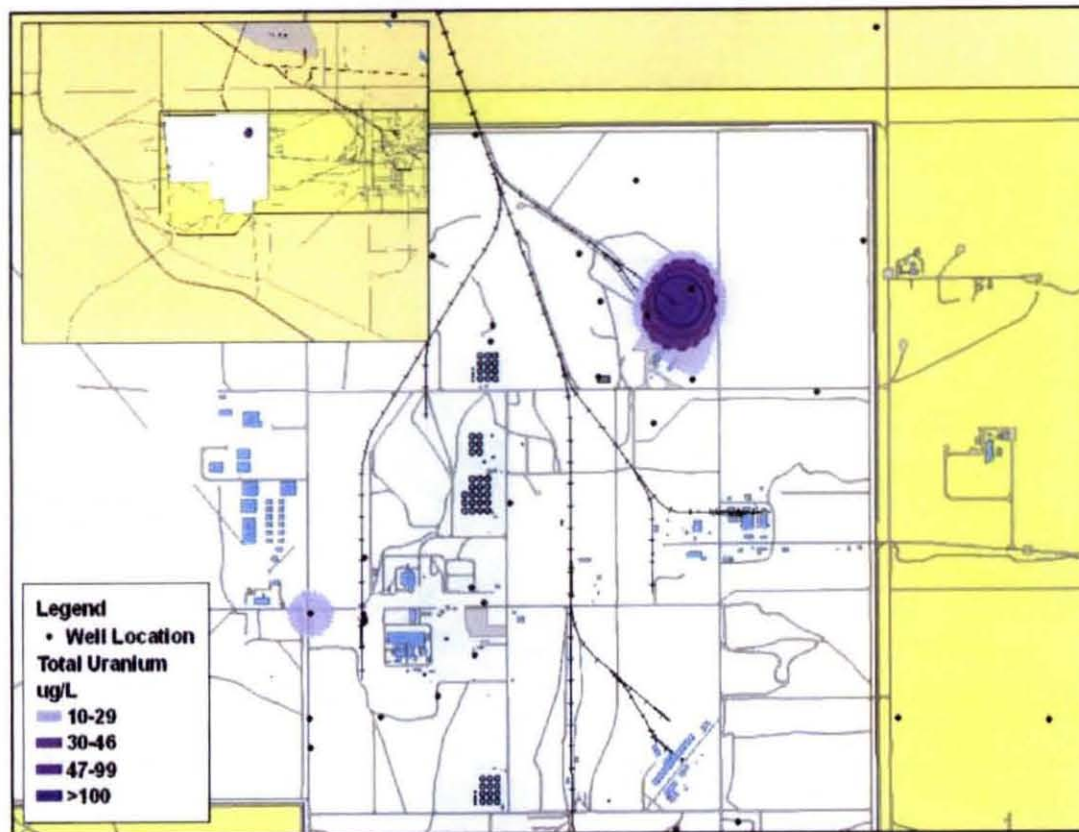 Legend
• Well Location
Total Uranium
ug/L
10-29
30-46
47-99
>100